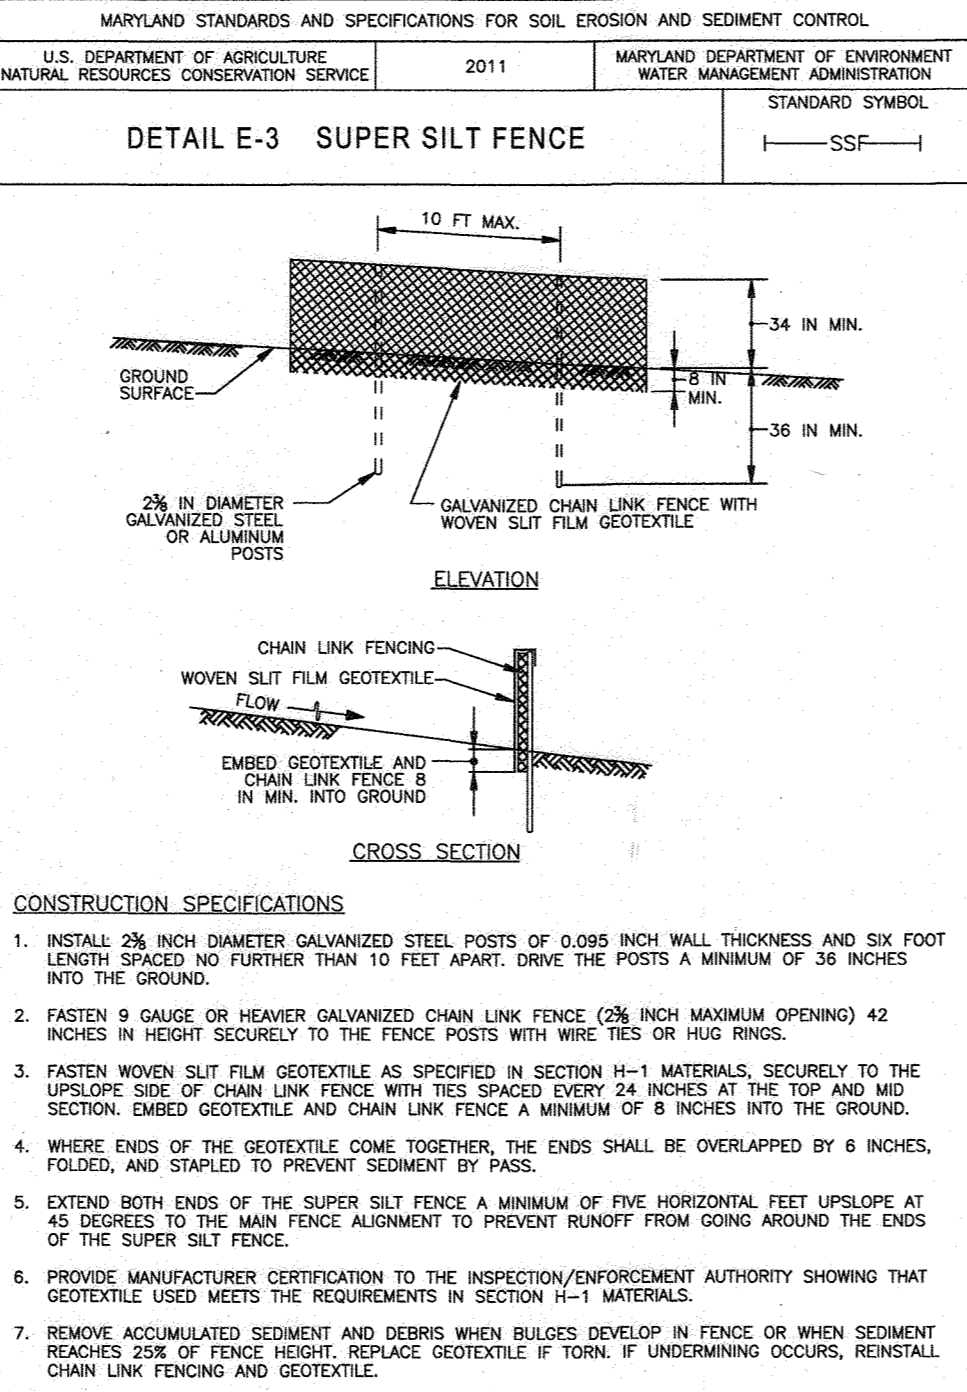 MARYLAND STANDARDS AND SPECIFICATIONS FOR SOIL EROSION AND SEDIMENT CONTROL
U.S. DEPARTMENT OF AGRICULTURE
NATURAL RESOURCES CONSERVATION SERVICE
2011
MARYLAND DEPARTMENT OF ENVIRONMENT
WATER MANAGEMENT ADMINISTRATION
DETAIL E-3 SUPER SILT FENCE
STANDARD SYMBOL
SSF
10 FT MAX.
34 IN MIN.
GROUND
SURFACE
8 IN
MIN.
36 IN MIN.
2⅜ IN DIAMETER
GALVANIZED STEEL
OR ALUMINUM
POSTS
GALVANIZED CHAIN LINK FENCE WITH
WOVEN SLIT FILM GEOTEXTILE
ELEVATION
CHAIN LINK FENCING
WOVEN SLIT FILM GEOTEXTILE
FLOW
EMBED GEOTEXTILE AND
CHAIN LINK FENCE 8
IN MIN. INTO GROUND
CROSS SECTION
CONSTRUCTION SPECIFICATIONS
1. INSTALL 2⅜ INCH DIAMETER GALVANIZED STEEL POSTS OF 0.095 INCH WALL THICKNESS AND SIX FOOT
LENGTH SPACED NO FURTHER THAN 10 FEET APART. DRIVE THE POSTS A MINIMUM OF 36 INCHES
INTO THE GROUND.
2. FASTEN 9 GAUGE OR HEAVIER GALVANIZED CHAIN LINK FENCE (2⅜ INCH MAXIMUM OPENING) 42
INCHES IN HEIGHT SECURELY TO THE FENCE POSTS WITH WIRE TIES OR HUG RINGS.
3. FASTEN WOVEN SLIT FILM GEOTEXTILE AS SPECIFIED IN SECTION H-1 MATERIALS, SECURELY TO THE
UPSLOPE SIDE OF CHAIN LINK FENCE WITH TIES SPACED EVERY 24 INCHES AT THE TOP AND MID
SECTION. EMBED GEOTEXTILE AND CHAIN LINK FENCE A MINIMUM OF 8 INCHES INTO THE GROUND.
4. WHERE ENDS OF THE GEOTEXTILE COME TOGETHER, THE ENDS SHALL BE OVERLAPPED BY 6 INCHES,
FOLDED, AND STAPLED TO PREVENT SEDIMENT BY PASS.
5. EXTEND BOTH ENDS OF THE SUPER SILT FENCE A MINIMUM OF FIVE HORIZONTAL FEET UPSLOPE AT
45 DEGREES TO THE MAIN FENCE ALIGNMENT TO PREVENT RUNOFF FROM GOING AROUND THE ENDS
OF THE SUPER SILT FENCE.
6. PROVIDE MANUFACTURER CERTIFICATION TO THE INSPECTION/ENFORCEMENT AUTHORITY SHOWING THAT
GEOTEXTILE USED MEETS THE REQUIREMENTS IN SECTION H-1 MATERIALS.
7. REMOVE ACCUMULATED SEDIMENT AND DEBRIS WHEN BULGES DEVELOP IN FENCE OR WHEN SEDIMENT
REACHES 25% OF FENCE HEIGHT. REPLACE GEOTEXTILE IF TORN. IF UNDERMINING OCCURS, REINSTALL
CHAIN LINK FENCING AND GEOTEXTILE.